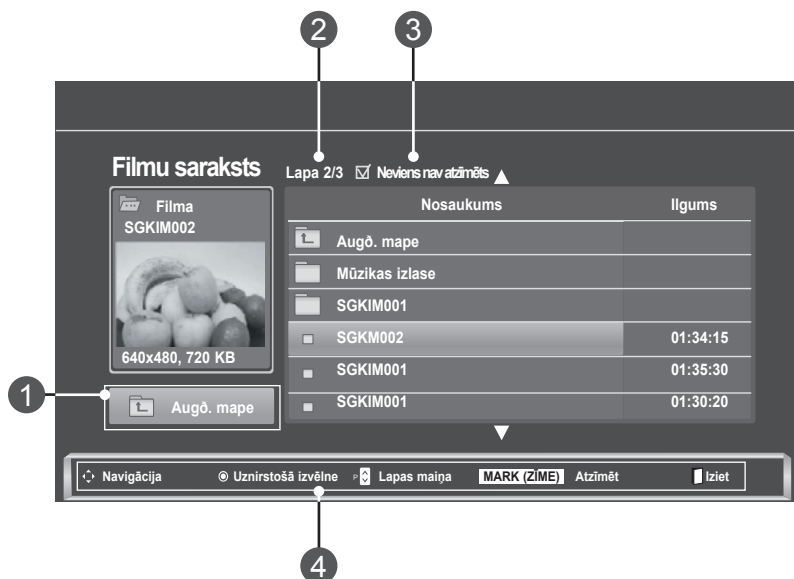 2 3
Filmu saraksts Lapa 2/3 Neviens nav atzīmēts
Filma
SGKIM002
640x480, 720 KB
1
Augð. mape
Nosaukums Ilgums
Augð. mape
Mūzikas izlase
SGKIM001
SGKM002 01:34:15
SGKIM001 01:35:30
SGKIM001 01:30:20
Navigācija Uznirstošā izvēlne P Lapas maiņa MARK (ZĪME) Atzīmēt Iziet
4